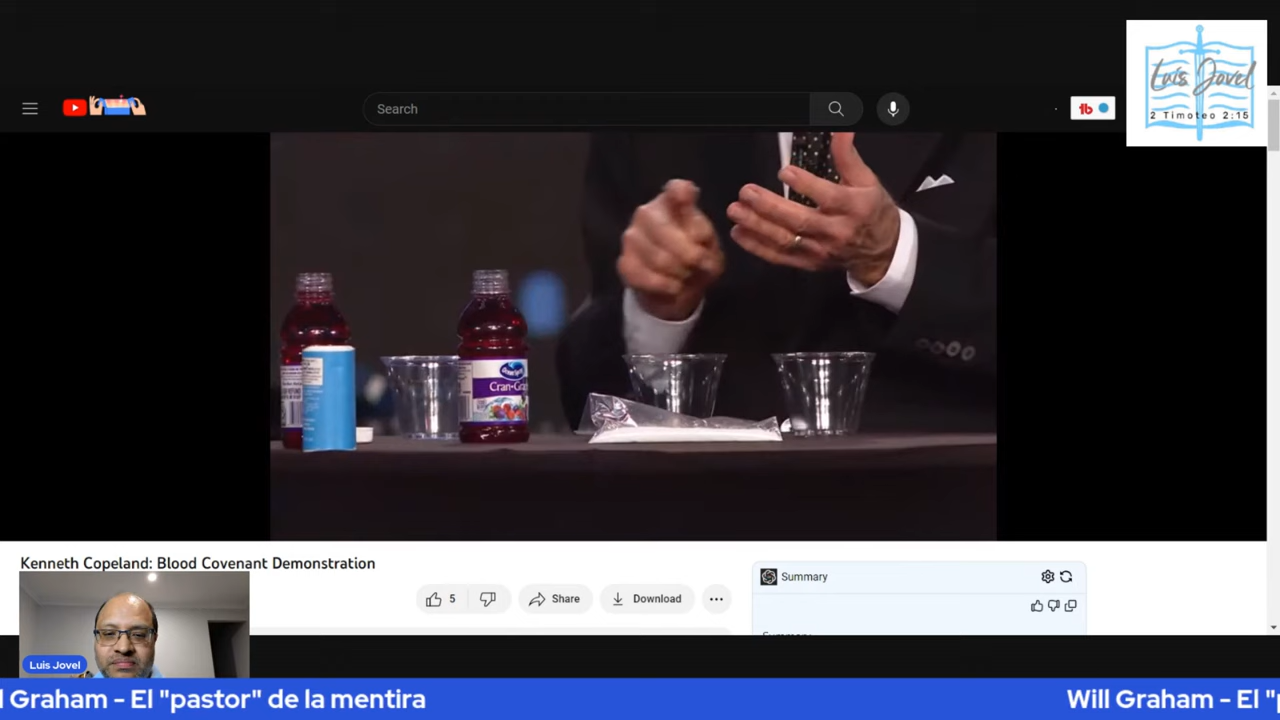 Luis Jovel
2 Timoteo 2:15
Search
Cran•Gra
Kenneth Copeland: Blood Covenant Demonstration
5
Share
Download
Summary
Luis Jovel
l Graham - El "pastor" de la mentira
Will Graham - El "p